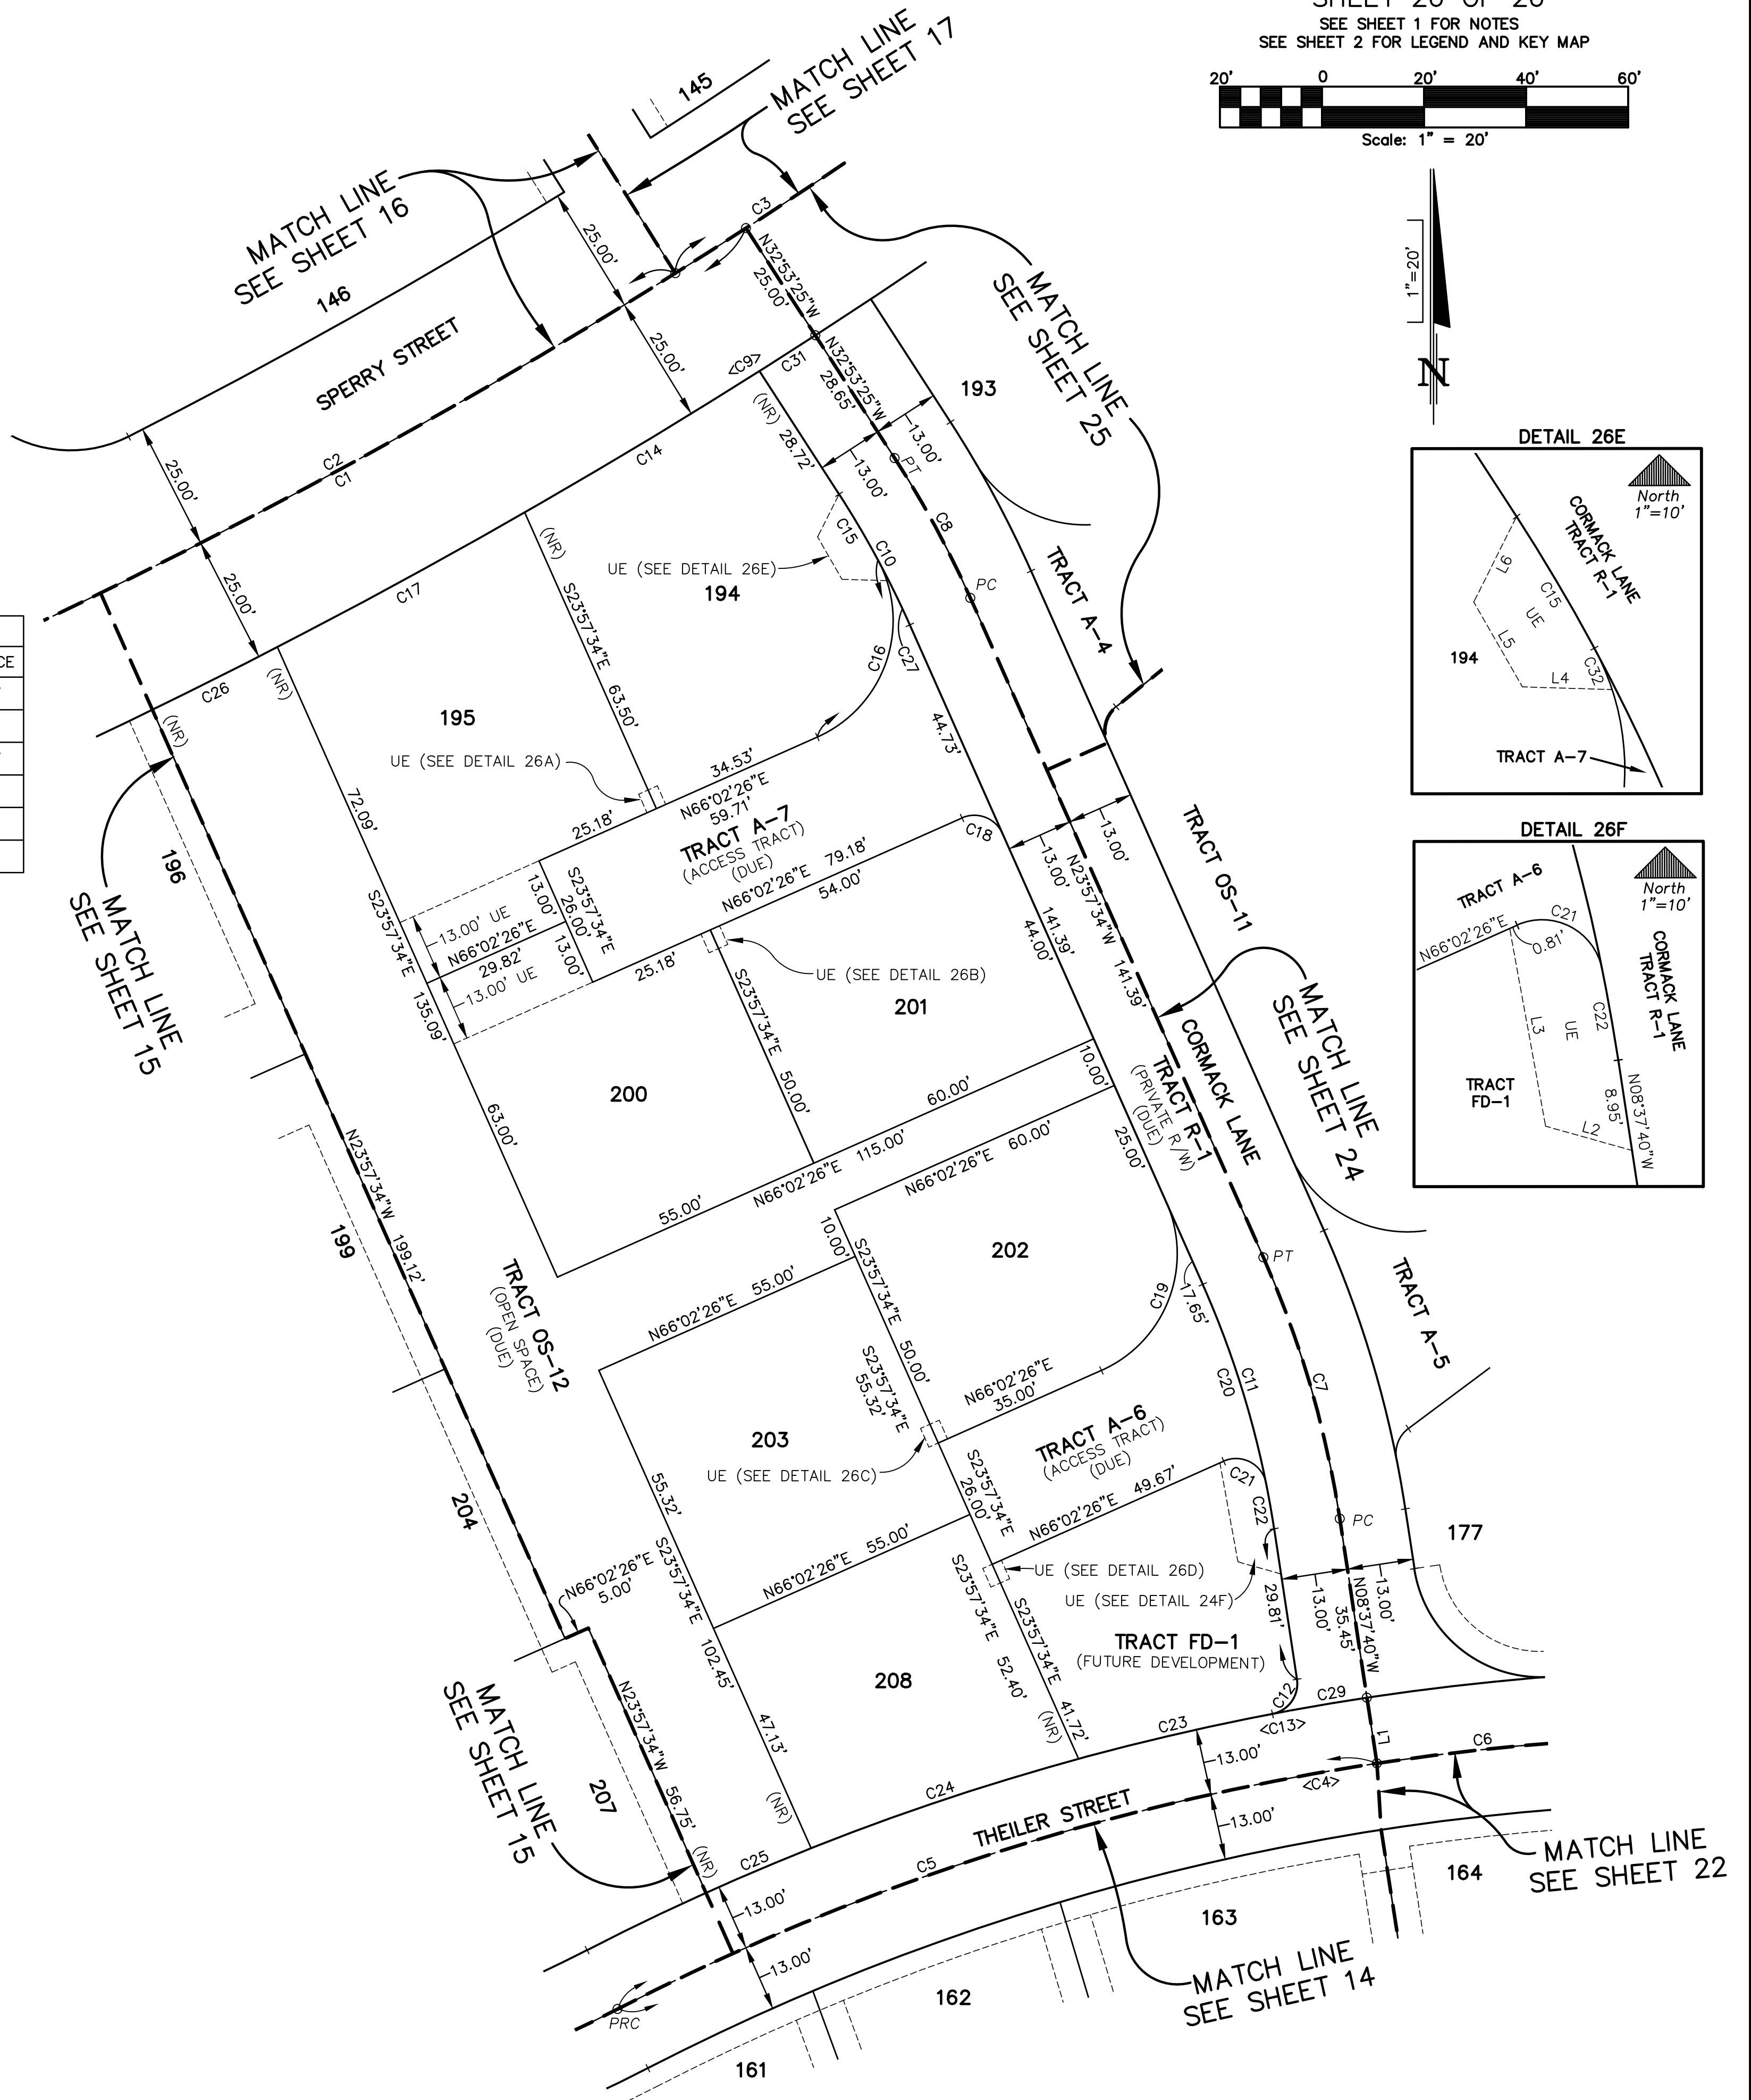 SHEET 26 OF 26
SEE SHEET 1 FOR NOTES
SEE SHEET 2 FOR LEGEND AND KEY MAP
20' 0 20' 40' 60'
Scale: 1" = 20'
1"=20'
N
145
MATCH LINE
SEE SHEET 17
MATCH LINE
SEE SHEET 16
146
SPERRY STREET
25.00'
25.00'
C3
N32°53'25"W
25.00'
MATCH LINE
SEE SHEET 25
C2
C1
25.00'
25.00'
<C9>
C31
N32°53'25"W
28.65'
193
(NR)
28.72'
13.00'
13.00'
PT
C14
C8
C15
C10
PC
TRACT A-4
C17
(NR)
S23°57'34"E 63.50'
UE (SEE DETAIL 26E)
194
C16
C27
C26
(NR)
(NR)
195
UE (SEE DETAIL 26A)
44.73'
34.53'
N66°02'26"E
59.71'
25.18'
72.09'
TRACT A-7
(ACCESS TRACT)
(DUE)
C18
N66°02'26"E 79.18'
54.00'
13.00'
S23°57'34"E
26.00'
13.00'
13.00' UE
N66°02'26"E
29.82'
13.00' UE
25.18'
S23°57'34"E
135.09'
UE (SEE DETAIL 26B)
201
S23°57'34"E 50.00'
13.00'
13.00'
TRACT OS-11
N23°57'34"W 141.39'
141.39'
44.00'
MATCH LINE
SEE SHEET 24
CORMACK LANE
TRACT R-1
(PRIVATE R/W)
(DUE)
196
MATCH LINE
SEE SHEET 15
200
63.00'
60.00'
10.00'
N66°02'26"E 115.00'
55.00'
60.00'
N66°02'26"E
25.00'
N23°57'34"W 199.12'
199
10.00'
S23°57'34"E 50.00'
202
PT
17.65'
C19
TRACT OS-12
(OPEN SPACE)
(DUE)
N66°02'26"E 55.00'
S23°57'34"E
55.32'
N66°02'26"E
35.00'
C20
C11
C7
TRACT A-5
203
UE (SEE DETAIL 26C)
TRACT A-6
(ACCESS TRACT)
(DUE)
S23°57'34"E
26.00'
N66°02'26"E 49.67'
C21
C22
PC
177
204
55.32'
S23°57'34"E
102.45'
N66°02'26"E 55.00'
N66°02'26"E
5.00'
UE (SEE DETAIL 26D)
UE (SEE DETAIL 24F)
13.00'
13.00'
N08°37'40"W
35.45'
29.81'
S23°57'34"E 52.40'
S23°57'34"E 41.72'
(NR)
TRACT FD-1
(FUTURE DEVELOPMENT)
208
47.13'
(NR)
N23°57'34"W 56.75'
(NR)
MATCH LINE
SEE SHEET 15
207
C12
C29
<C13>
C23
L1
C6
<C4>
C24
C25
13.00'
13.00'
THEILER STREET
C5
13.00'
13.00'
PRC
MATCH LINE
SEE SHEET 22
MATCH LINE
SEE SHEET 14
164
163
162
161
DETAIL 26E
North
1"=10'
CORMACK LANE
TRACT R-1
L6
C15
UE
L5
194
L4
C32
TRACT A-7
DETAIL 26F
TRACT A-6
North
1"=10'
N66°02'26"E
C21
0.81'
CORMACK LANE
TRACT R-1
L3
UE
C22
TRACT
FD-1
8.95'
N08°37'40"W
L2